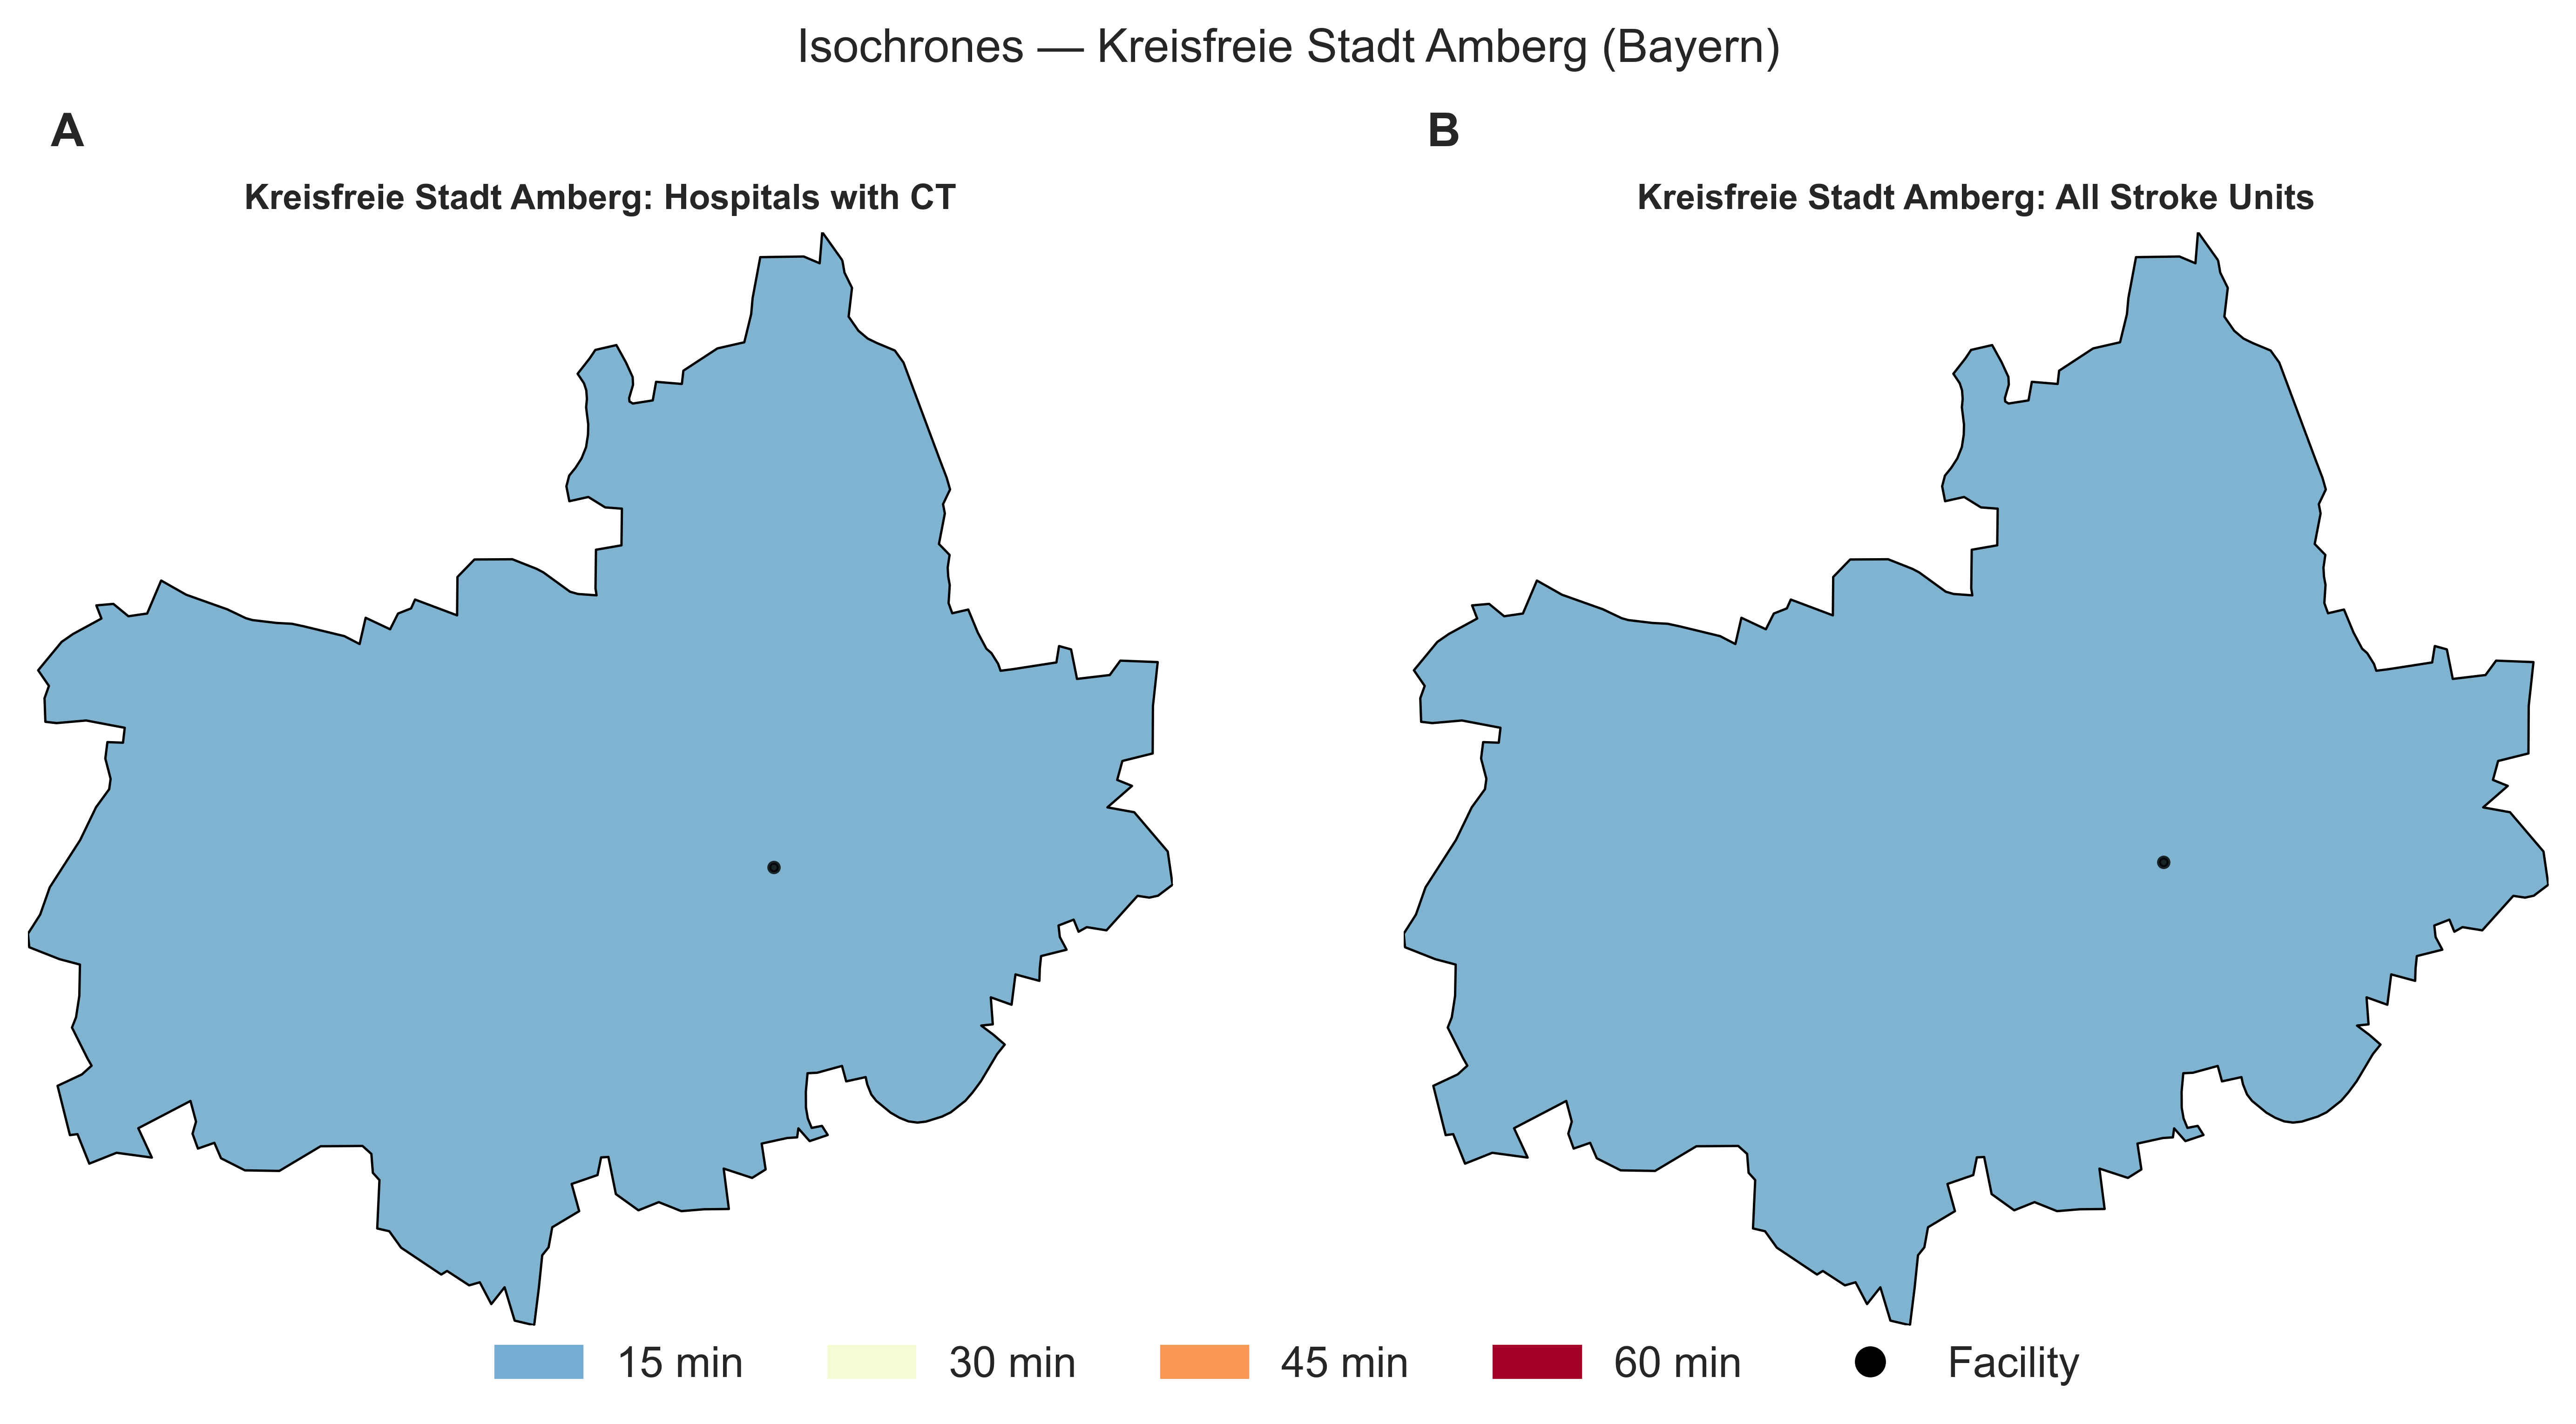 Isochrones — Kreisfreie Stadt Amberg (Bayern)
A
Kreisfreie Stadt Amberg: Hospitals with CT
B
Kreisfreie Stadt Amberg: All Stroke Units
15 min
30 min
45 min
60 min
Facility